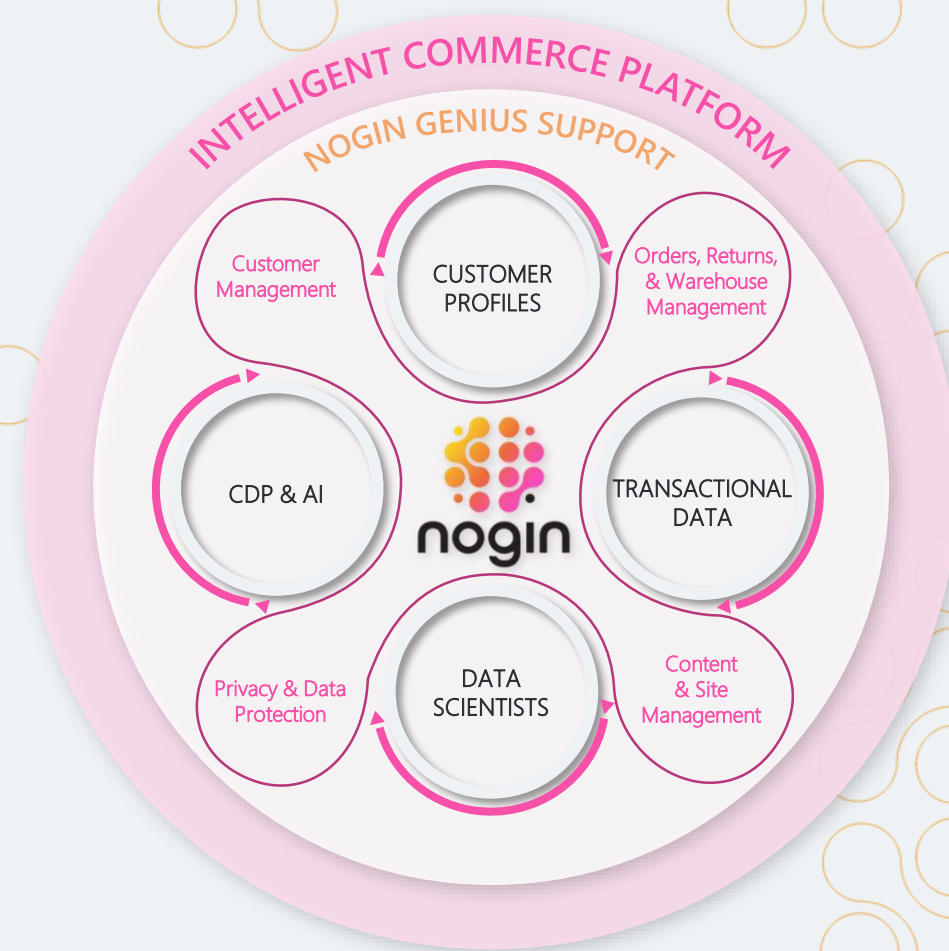 INTELLIGENT COMMERCE PLATFORM
NOGIN GENIUS SUPPORT
Customer
Management
CUSTOMER
PROFILES
Orders, Returns,
& Warehouse
Management
CDP & AI
nogin
TRANSACTIONAL
DATA
Privacy & Data
Protection
DATA
SCIENTISTS
Content
& Site
Management